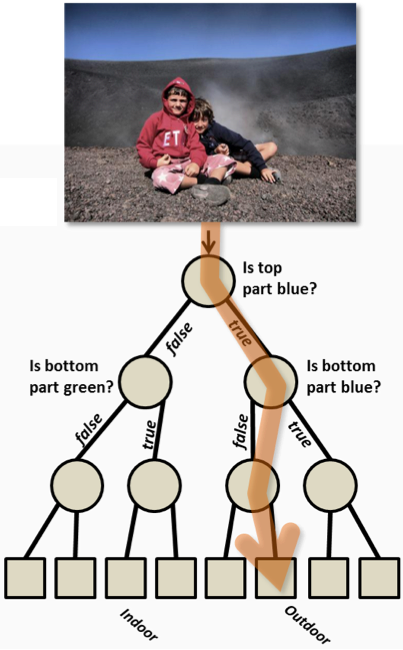 ET
Is top
part blue?
false
true
Is bottom
part green?
Is bottom
part blue?
false
true
false
true
Indoor
Outdoor